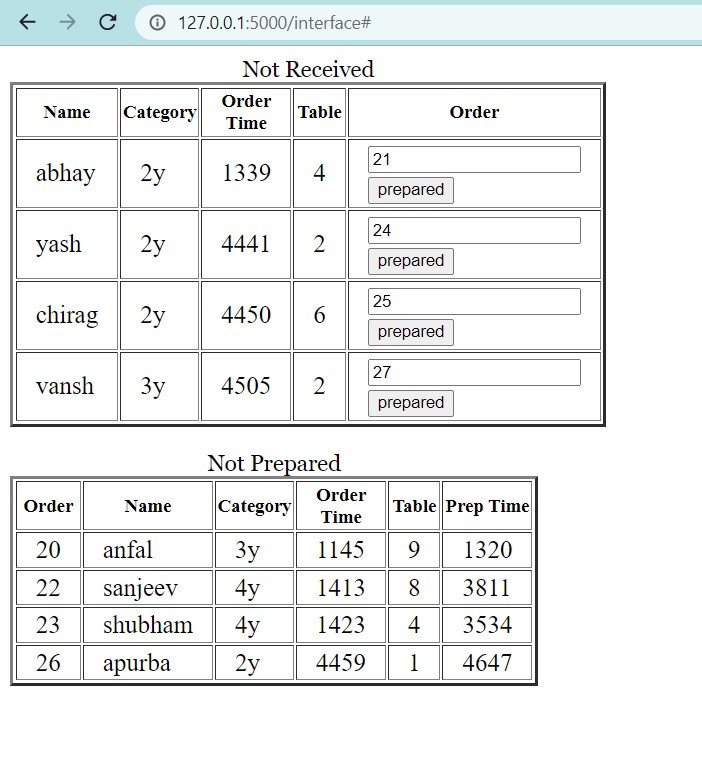 127.0.0.1:5000/interface#
Not Received
Name Category Order Time Table Order
abhay 2y 1339 4 21
prepared
yash 2y 4441 2 24
prepared
chirag 2y 4450 6 25
prepared
vansh 3y 4505 2 27
prepared
Not Prepared
Order Name Category Order Time Table Prep Time
20 anfal 3y 1145 9 1320
22 sanjeev 4y 1413 8 3811
23 shubham 4y 1423 4 3534
26 apurba 2y 4459 1 4647